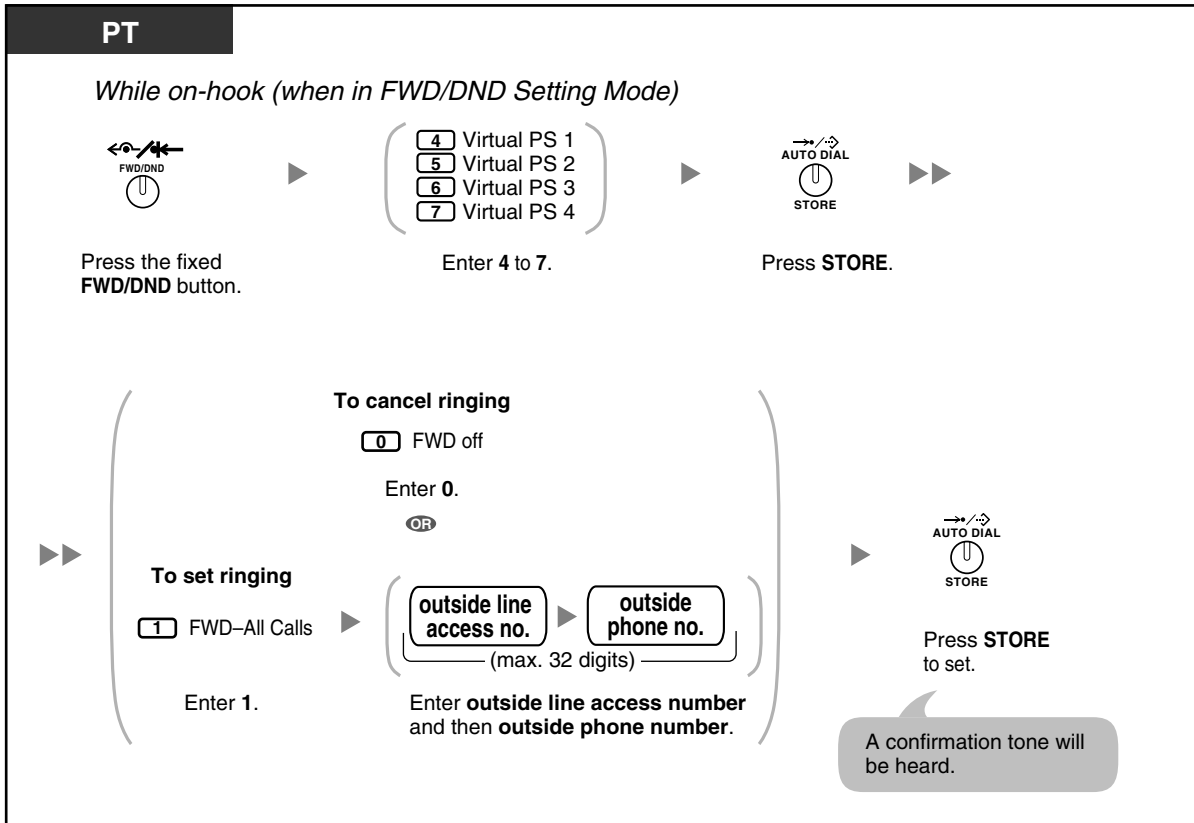 PT
While on-hook (when in FWD/DND Setting Mode)
FWD/DND
4 Virtual PS 1
5 Virtual PS 2
6 Virtual PS 3
7 Virtual PS 4
AUTO DIAL
STORE
Press the fixed
FWD/DND button.
Enter 4 to 7.
Press STORE.
To cancel ringing
0 FWD off
Enter 0.
OR
To set ringing
1 FWD–All Calls
Enter 1.
outside line
access no.
outside
phone no.
(max. 32 digits)
Enter outside line access number
and then outside phone number.
AUTO DIAL
STORE
Press STORE
to set.
A confirmation tone will
be heard.